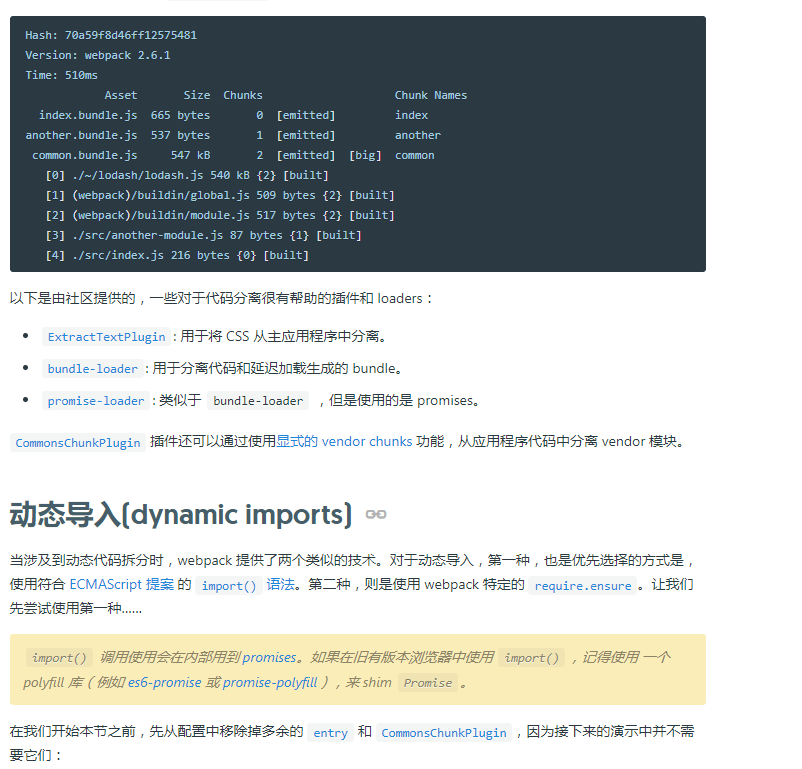 Hash: 70a59f8d46ff12575481
Version: webpack 2.6.1
Time: 510ms
Asset Size Chunks Chunk Names
index.bundle.js 665 bytes 0 [emitted] index
another.bundle.js 537 bytes 1 [emitted] another
common.bundle.js 547 kB 2 [emitted] [big] common
[0] ./~/lodash/lodash.js 540 kB {2} [built]
[1] (webpack)/buildin/global.js 509 bytes {2} [built]
[2] (webpack)/buildin/module.js 517 bytes {2} [built]
[3] ./src/another-module.js 87 bytes {1} [built]
[4] ./src/index.js 216 bytes {0} [built]
以下是由社区提供的，一些对于代码分离很有帮助的插件和 loaders：
• ExtractTextPlugin : 用于将 CSS 从主应用程序中分离。
• bundle-loader : 用于分离代码和延迟加载生成的 bundle。
• promise-loader : 类似于 bundle-loader ，但是使用的是 promises。
CommonsChunkPlugin 插件还可以通过使用显式的 vendor chunks 功能，从应用程序代码中分离 vendor 模块。
动态导入(dynamic imports)
当涉及到动态代码拆分时，webpack 提供了两个类似的技术。对于动态导入，第一种，也是优先选择的方式是，
使用符合 ECMAScript 提案 的 import() 语法。第二种，则是使用 webpack 特定的 require.ensure 。让我们
先尝试使用第一种……
import() 调用使用会在内部用到 promises。如果在旧有版本浏览器中使用 import() ，记得使用 一个
polyfill 库（例如 es6-promise 或 promise-polyfill），来 shim Promise 。
在我们开始本节之前，先从配置中移除掉多余的 entry 和 CommonsChunkPlugin ，因为接下来的演示中并不需
要它们：